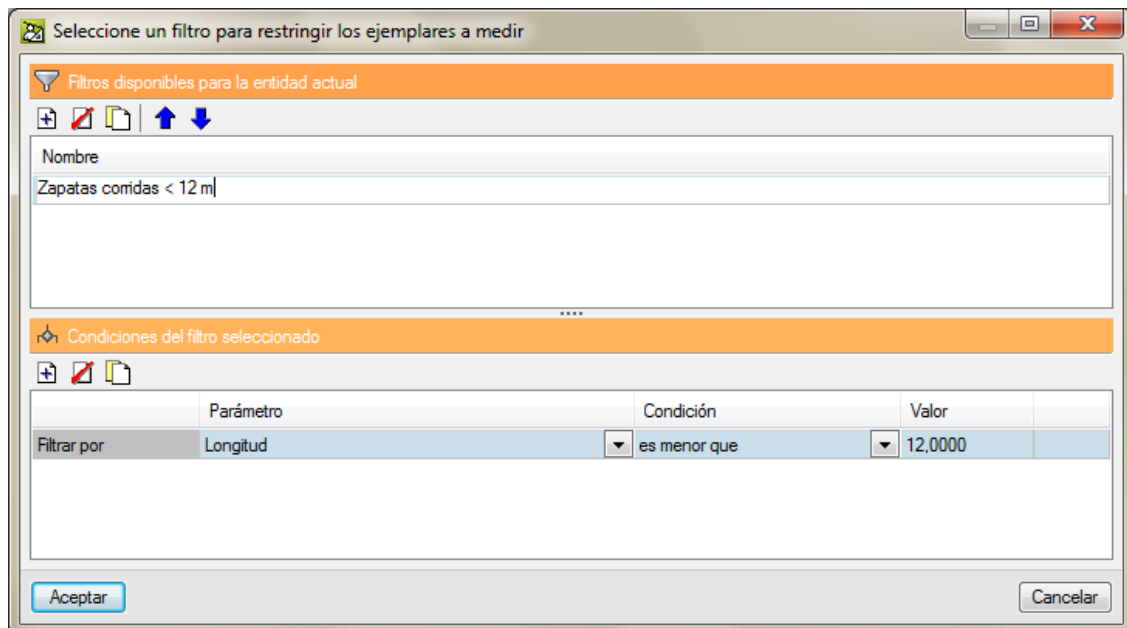 Seleccione un filtro para restringir los ejemplares a medir
Filtros disponibles para la entidad actual
Nombre
Zapatas corridas < 12 m
Condiciones del filtro seleccionado
Parámetro Condición Valor
Filtrar por Longitud es menor que 12,0000
Aceptar Cancelar